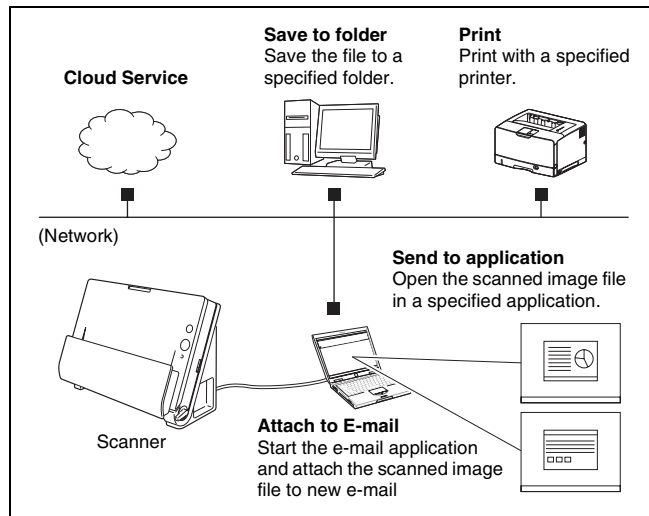 Cloud Service
Save to folder
Save the file to a
specified folder.
Print
Print with a specified
printer.
(Network)
Send to application
Open the scanned image file
in a specified application.
Scanner
Attach to E-mail
Start the e-mail application
and attach the scanned image
file to new e-mail